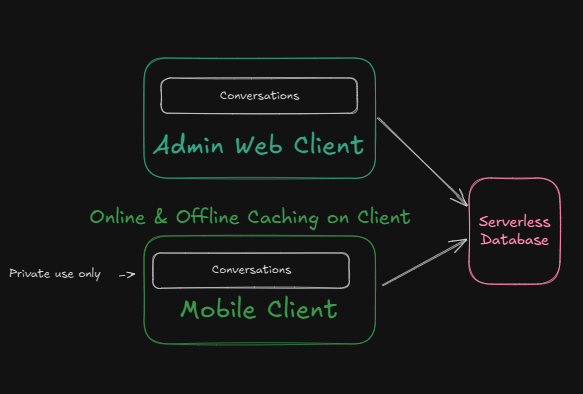 Conversations
Admin Web Client
Online & Offline Caching on Client
Serverless
Database
Private use only ->
Conversations
Mobile Client